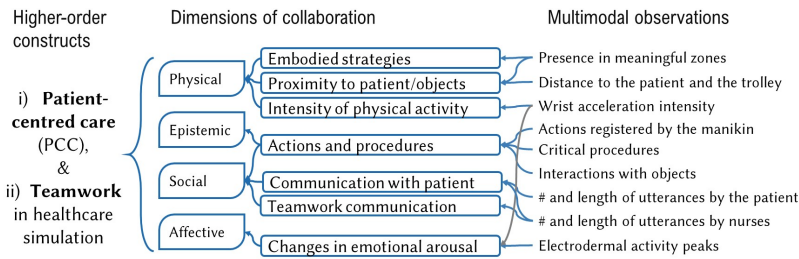 Higher-order
constructs
Dimensions of collaboration
Multimodal observations
i) Patient-
centred care
(PCC),
&
ii) Teamwork
in healthcare
simulation
Physical
Epistemic
Social
Affective
Embodied strategies
Proximity to patient/objects
Intensity of physical activity
Actions and procedures
Communication with patient
Teamwork communication
Changes in emotional arousal
Presence in meaningful zones
Distance to the patient and the trolley
Wrist acceleration intensity
Actions registered by the manikin
Critical procedures
Interactions with objects
# and length of utterances by the patient
# and length of utterances by nurses
Electrodermal activity peaks